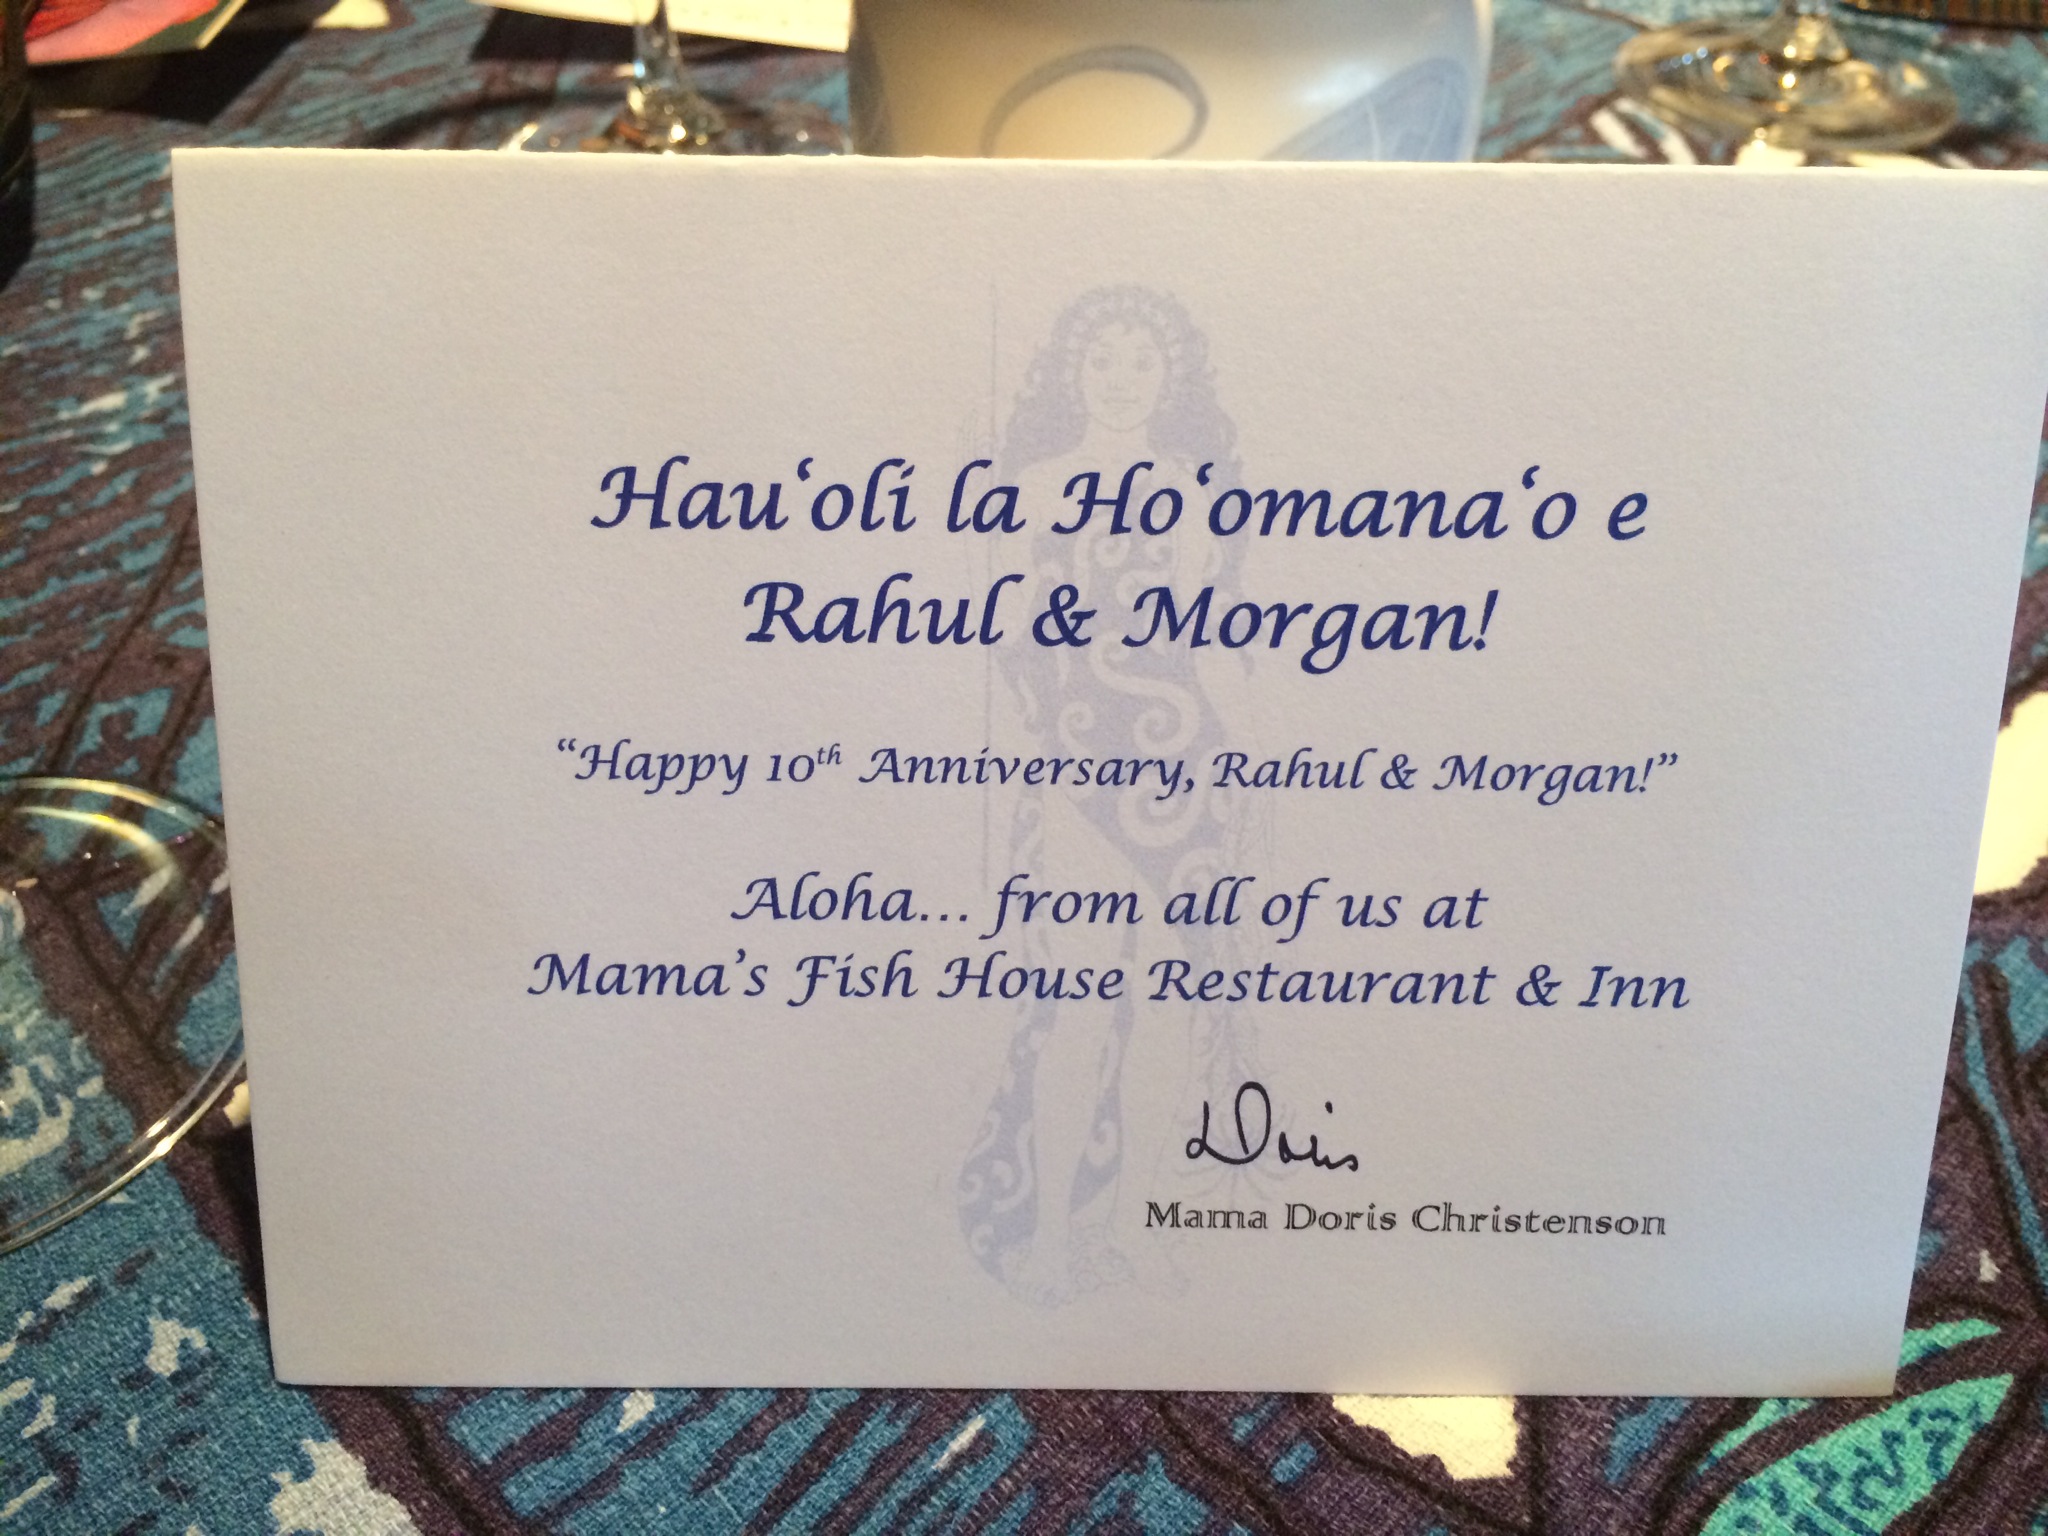 Hauʻoli la Hoʻomanaʻo e
Rahul & Morgan!
“Happy 10th Anniversary, Rahul & Morgan!”
Aloha... from all of us at
Mama’s Fish House Restaurant & Inn
Doris
Mama Doris Christenson